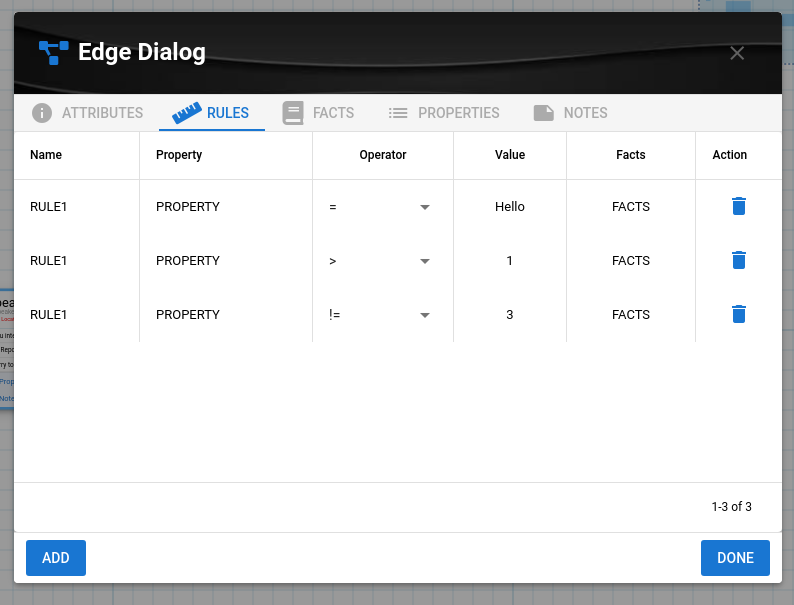 Edge Dialog
ATTRIBUTES RULES FACTS PROPERTIES NOTES
Name Property Operator Value Facts Action
RULE1 PROPERTY = Hello FACTS
RULE1 PROPERTY > 1 FACTS
RULE1 PROPERTY != 3 FACTS
1-3 of 3
ADD DONE